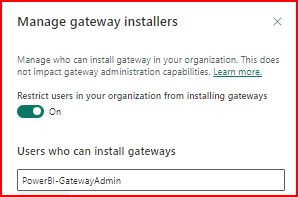 Manage gateway installers
Manage who can install gateway in your organization. This does
not impact gateway administration capabilities. Learn more.
Restrict users in your organization from installing gateways
On
Users who can install gateways
PowerBI-GatewayAdmin